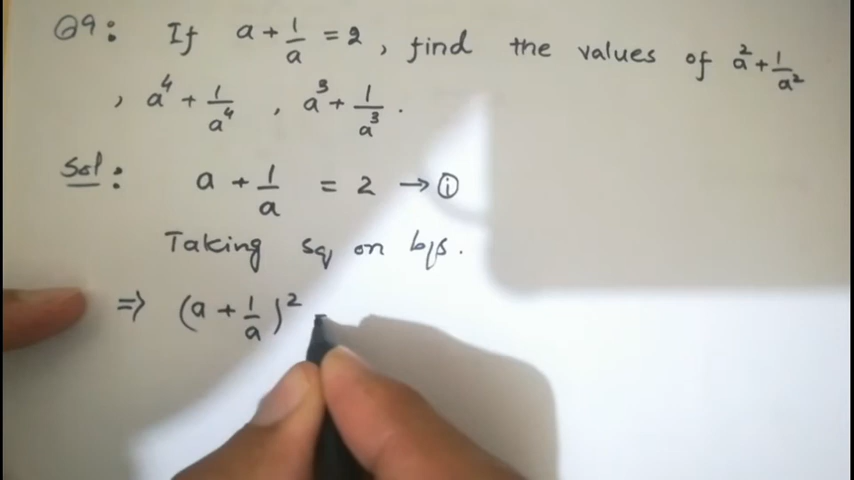 Q9: If a + 1/a = 2, find the values of a² + 1/a²
, a⁴ + 1/a⁴ , a³ + 1/a³.
Sol: a + 1/a = 2 → (i)
Taking sq on b/s.
⇒ (a + 1/a)² =